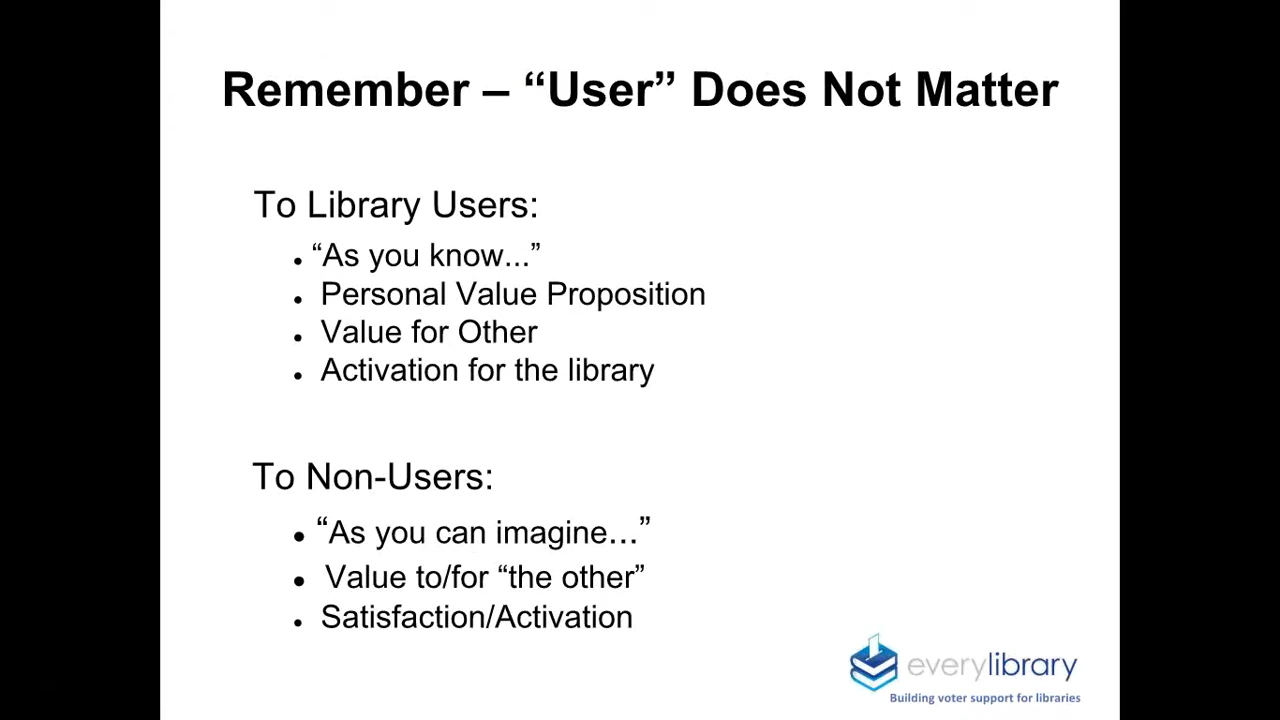 Remember – “User” Does Not Matter
To Library Users:
• “As you know...”
• Personal Value Proposition
• Value for Other
• Activation for the library
To Non-Users:
• “As you can imagine...”
• Value to/for “the other”
• Satisfaction/Activation
everylibrary
Building voter support for libraries